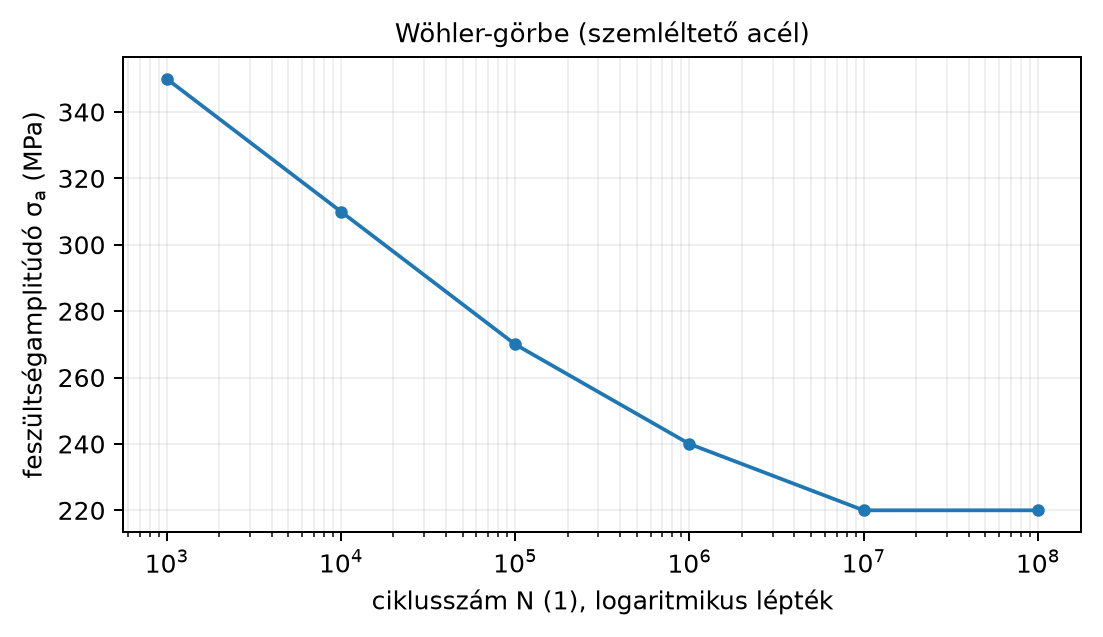 Wöhler-görbe (szemléltető acél)
feszültségamplitúdó σₐ (MPa)
340
320
300
280
260
240
220
10³ 10⁴ 10⁵ 10⁶ 10⁷ 10⁸
ciklusszám N (1), logaritmikus lépték